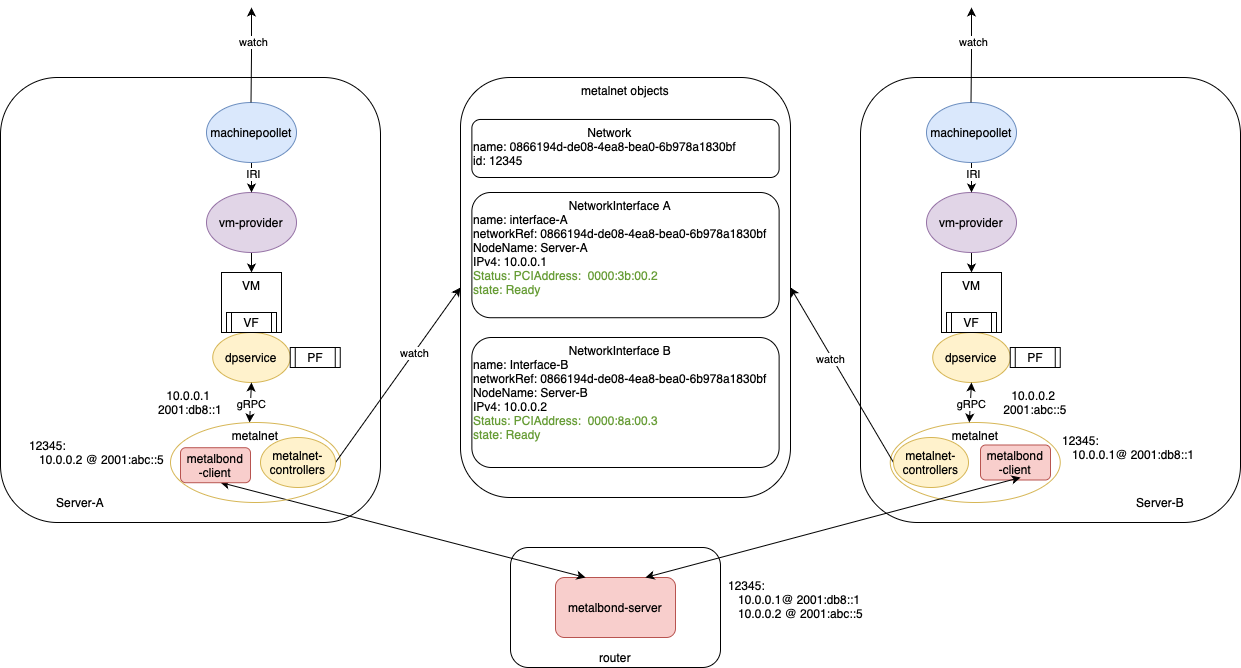 watch
machinepoollet
IRI
vm-provider
VM
VF
dpservice
PF
10.0.0.1
2001:db8::1
gRPC
metalnet
12345:
10.0.0.2 @ 2001:abc::5
metalbond
-client
metalnet-
controllers
Server-A
watch
metalnet objects
Network
name: 0866194d-de08-4ea8-bea0-6b978a1830bf
id: 12345
NetworkInterface A
name: interface-A
networkRef: 0866194d-de08-4ea8-bea0-6b978a1830bf
NodeName: Server-A
IPv4: 10.0.0.1
Status: PCIAddress:  0000:3b:00.2
state: Ready
NetworkInterface B
name: Interface-B
networkRef: 0866194d-de08-4ea8-bea0-6b978a1830bf
NodeName: Server-B
IPv4: 10.0.0.2
Status: PCIAddress:  0000:8a:00.3
state: Ready
watch
watch
machinepoollet
IRI
vm-provider
VM
VF
dpservice
PF
10.0.0.2
2001:abc::5
gRPC
metalnet
metalnet-
controllers
metalbond
-client
12345:
10.0.0.1@ 2001:db8::1
Server-B
metalbond-server
router
12345:
10.0.0.1@ 2001:db8::1
10.0.0.2 @ 2001:abc::5